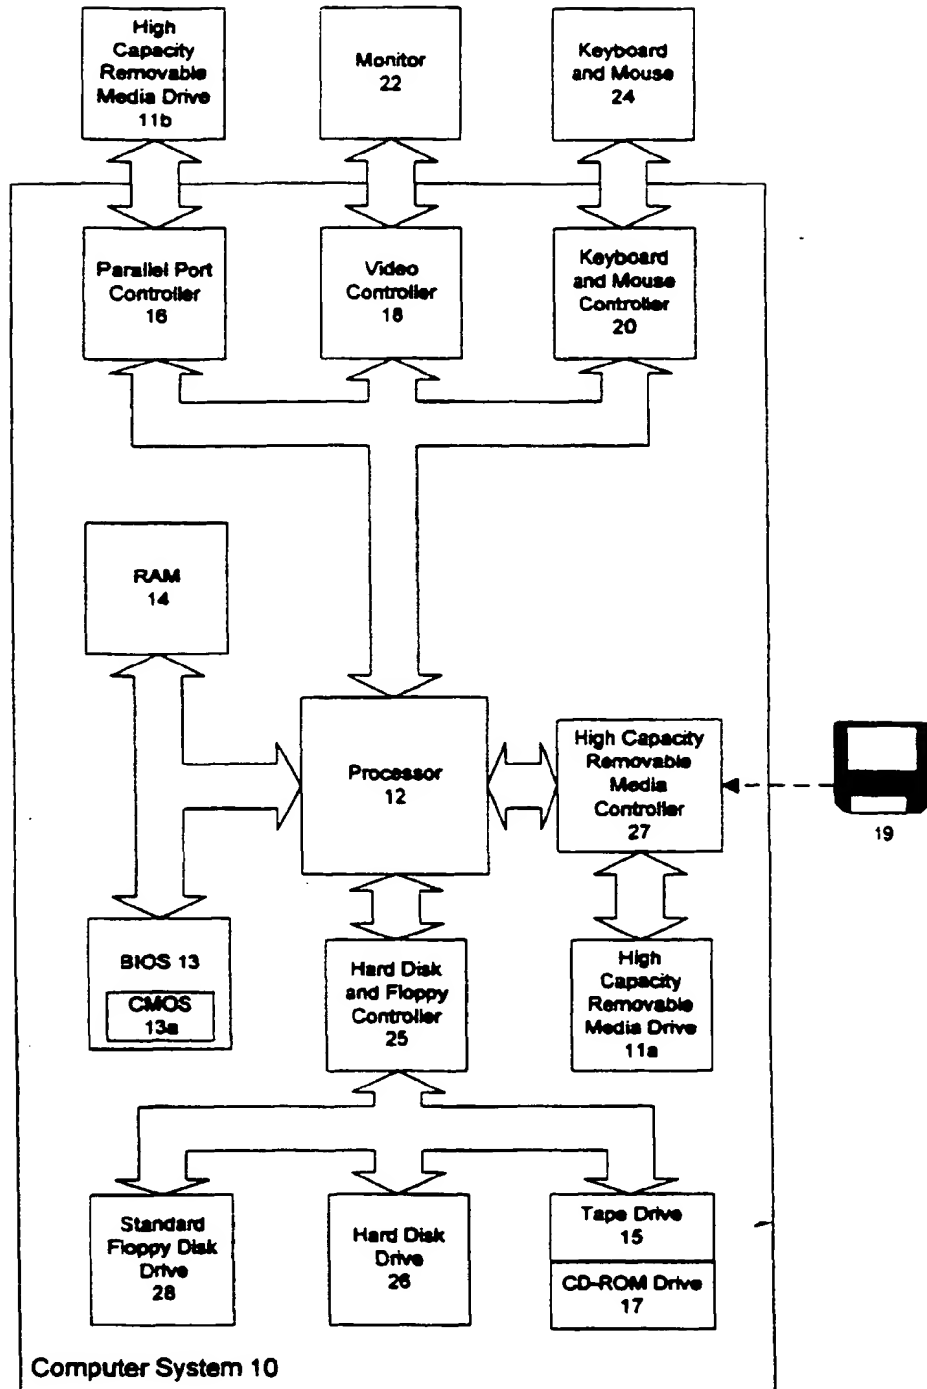 High
Capacity
Removable
Media Drive
11b
Monitor
22
Keyboard
and Mouse
24
Parallel Port
Controller
16
Video
Controller
18
Keyboard
and Mouse
Controller
20
RAM
14
Processor
12
High Capacity
Removable
Media
Controller
27
19
BIOS 13
CMOS
13a
Hard Disk
and Floppy
Controller
25
High
Capacity
Removable
Media Drive
11a
Standard
Floppy Disk
Drive
28
Hard Disk
Drive
26
Tape Drive
15
CD-ROM Drive
17
Computer System 10